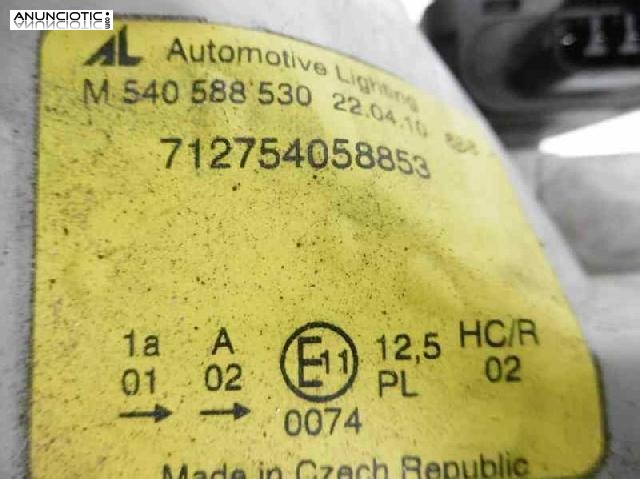 ANUNCIOTIC.COM
AL Automotive Lighting
M 540 588 530 22.04.10
712754058853
1a A E11 12,5 HC/R
01 02 PL 02
→ → 0074
Made in Czech Republic